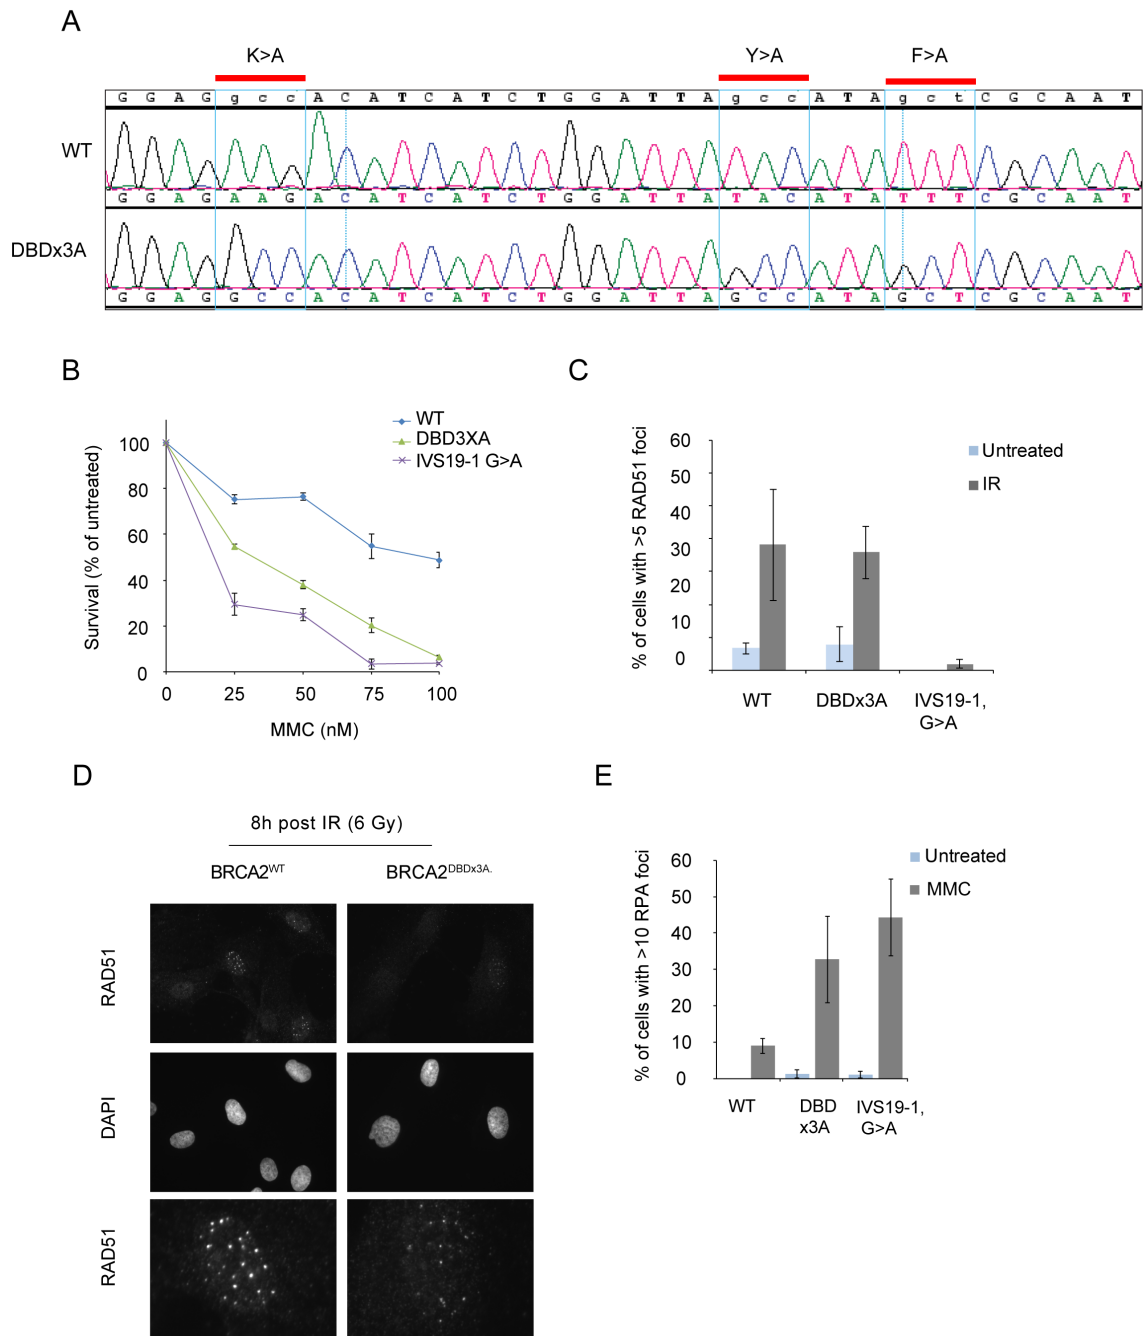 A
K>A Y>A F>A
G G A G g c c A C A T C A T C T G G A T T A g c c A T A g c t C G C A A T
WT
G G A G A A G A C A T C A T C T G G A T T A T A C A T A T T T C G C A A T
DBDx3A
G G A G G C C A C A T C A T C T G G A T T A G C C A T A G C T C G C A A T
B
WT
DBD3XA
IVS19-1 G>A
Survival (% of untreated)
100
80
60
40
20
0
0 25 50 75 100
MMC (nM)
C
Untreated
IR
% of cells with >5 RAD51 foci
60
50
40
30
20
10
0
WT DBDx3A IVS19-1,
G>A
D
8h post IR (6 Gy)
BRCA2WT BRCA2DBDx3A.
RAD51
DAPI
RAD51
E
Untreated
MMC
% of cells with >10 RPA foci
60
50
40
30
20
10
0
WT DBD IVS19-1,
x3A G>A